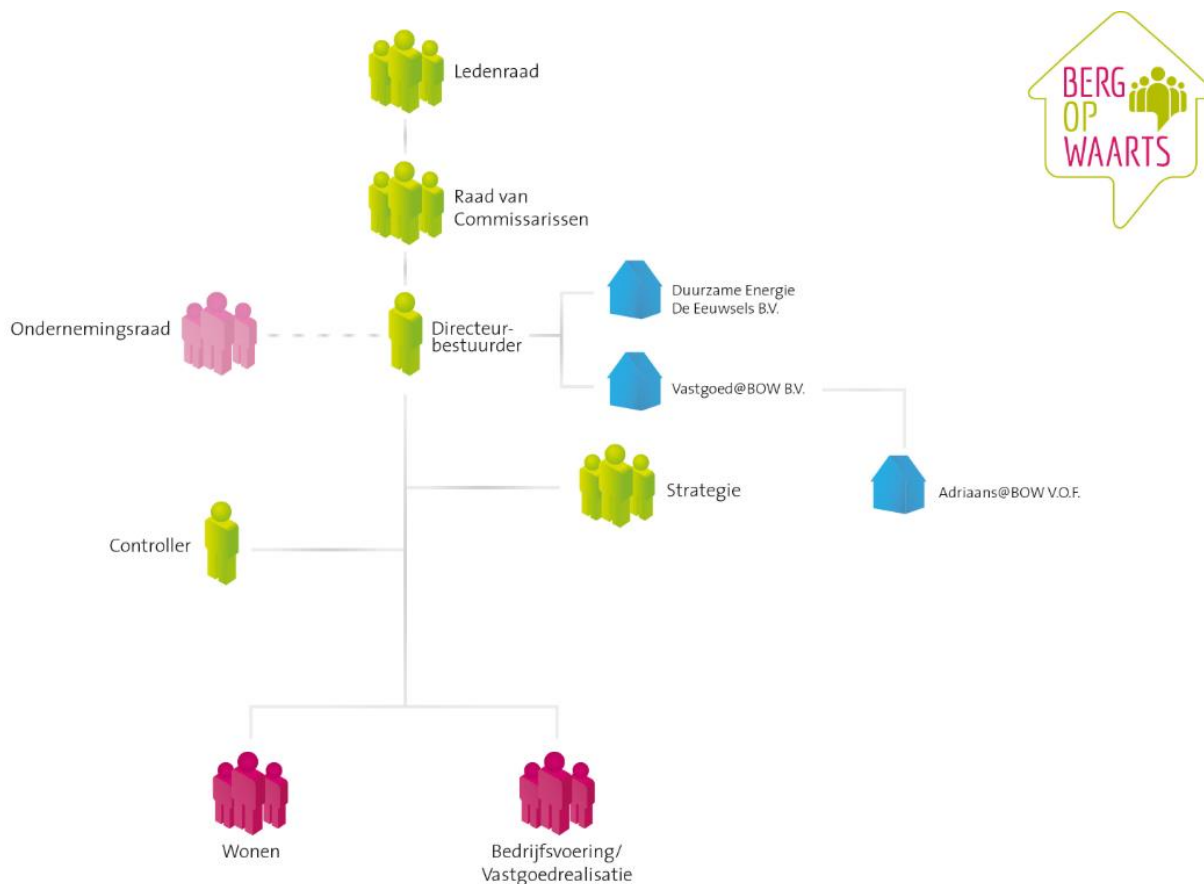 Ledenraad
BERG
OP
WAARTS
Raad van
Commissarissen
Duurzame Energie
De Eeuwsels B.V.
Ondernemingsraad
Directeur-
bestuurder
Vastgoed@BOW B.V.
Strategie
Adriaans@BOW V.O.F.
Controller
Wonen
Bedrijfsvoering/
Vastgoedrealisatie